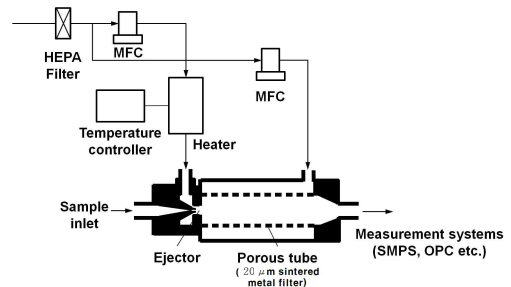 HEPA
Filter
MFC
MFC
Temperature
controller
Heater
Sample
inlet
Ejector
Porous tube
( 20 μm sintered
metal filter)
Measurement systems
(SMPS, OPC etc.)